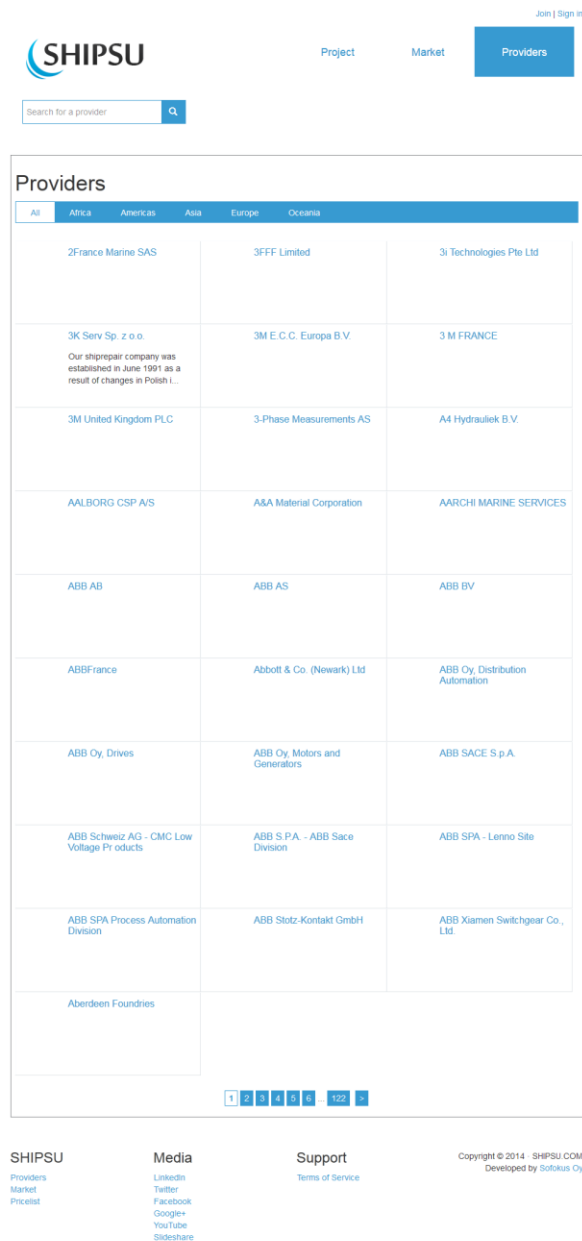 Join | Sign in
SHIPSU
Project Market Providers
Search for a provider
Providers
All Africa Americas Asia Europe Oceania
2France Marine SAS 3FFF Limited 3i Technologies Pte Ltd
3K Serv Sp. z o.o. 3M E.C.C. Europa B.V. 3 M FRANCE
Our shiprepair company was
established in June 1991 as a
result of changes in Polish i...
3M United Kingdom PLC 3-Phase Measurements AS A4 Hydrauliek B.V.
AALBORG CSP A/S A&A Material Corporation AARCHI MARINE SERVICES
ABB AB ABB AS ABB BV
ABBFrance Abbott & Co. (Newark) Ltd ABB Oy, Distribution
Automation
ABB Oy, Drives ABB Oy, Motors and ABB SACE S.p.A.
Generators
ABB Schweiz AG - CMC Low ABB S.P.A. - ABB Sace ABB SPA - Lenno Site
Voltage Pr oducts Division
ABB SPA Process Automation ABB Stotz-Kontakt GmbH ABB Xiamen Switchgear Co.,
Division Ltd.
Aberdeen Foundries
1 2 3 4 5 6 ... 122 >
SHIPSU Media Support Copyright © 2014 · SHIPSU.COM
Providers LinkedIn Terms of Service Developed by Sofokus Oy
Market Twitter
Pricelist Facebook
Google+
YouTube
Slideshare